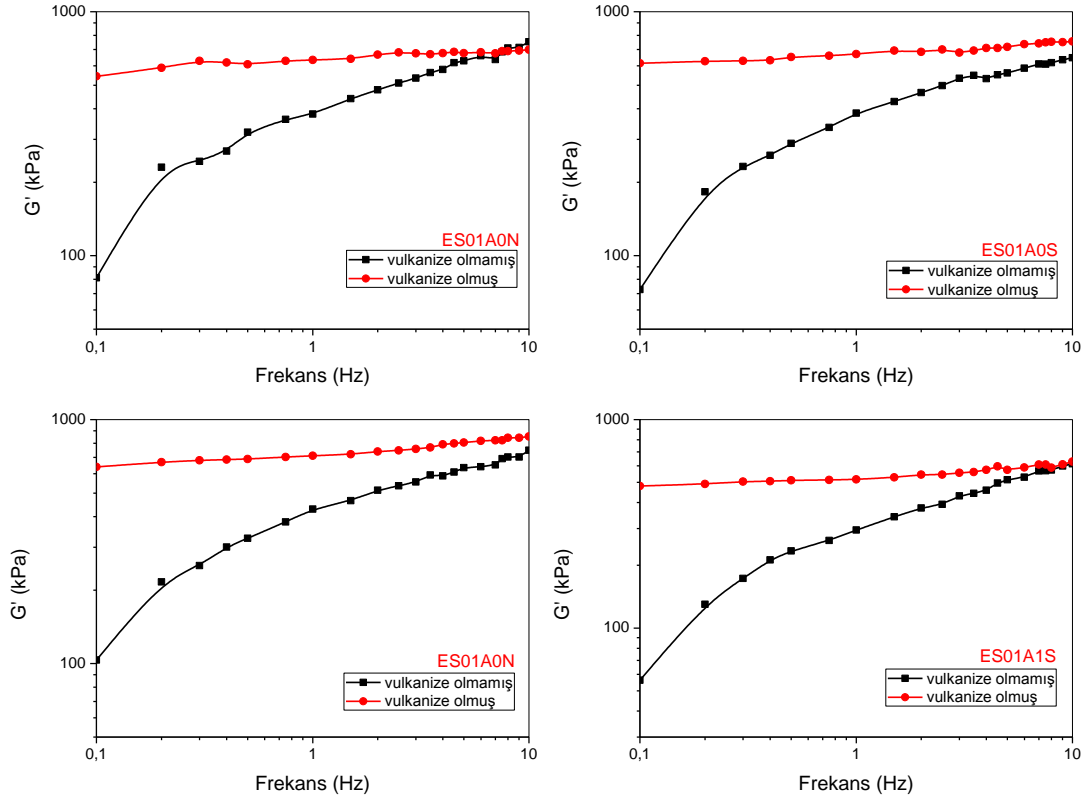 1000
100
G' (kPa)
ES01A0N
vulkanize olmamış
vulkanize olmuş
0,1 1 10
Frekans (Hz)
1000
100
G' (kPa)
ES01A0S
vulkanize olmamış
vulkanize olmuş
0,1 1 10
Frekans (Hz)
1000
100
G' (kPa)
ES01A0N
vulkanize olmamış
vulkanize olmuş
0,1 1 10
Frekans (Hz)
1000
100
G' (kPa)
ES01A1S
vulkanize olmamış
vulkanize olmuş
0,1 1 10
Frekans (Hz)